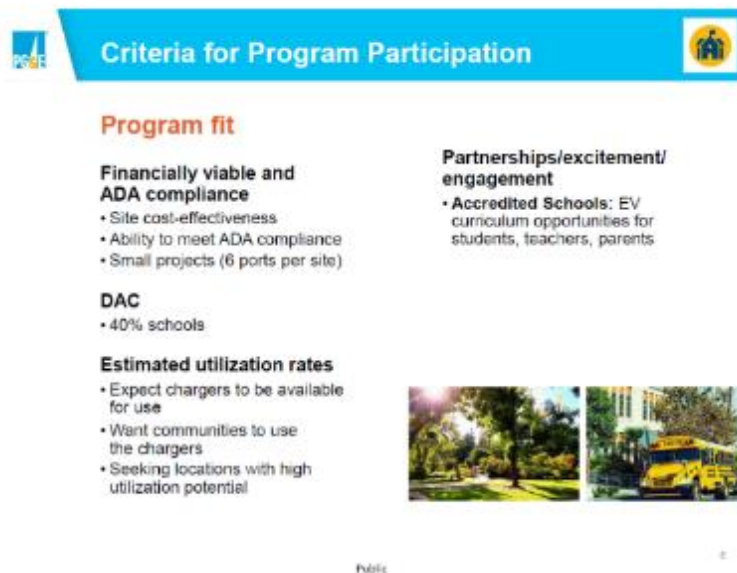 PG&E
Criteria for Program Participation
Program fit
Financially viable and
ADA compliance
• Site cost-effectiveness
• Ability to meet ADA compliance
• Small projects (6 ports per site)
DAC
• 40% schools
Estimated utilization rates
• Expect chargers to be available
for use
• Want communities to use
the chargers
• Seeking locations with high
utilization potential
Partnerships/excitement/
engagement
• Accredited Schools: EV
curriculum opportunities for
students, teachers, parents
Public